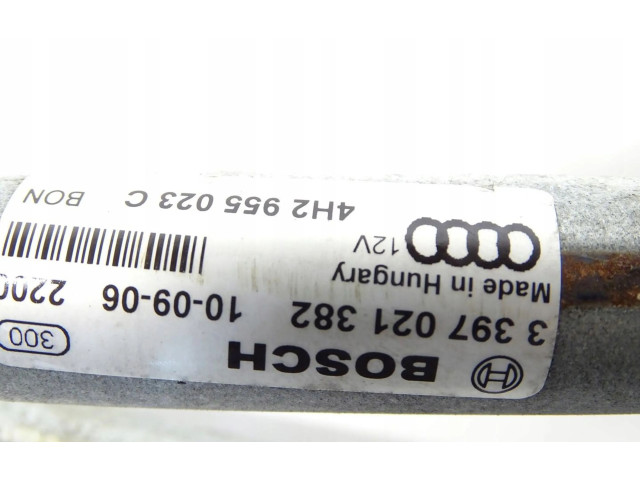 BOSCH 300
3 397 021 382 10-09-06
Made in Hungary
12V
4H2 955 023 C BON